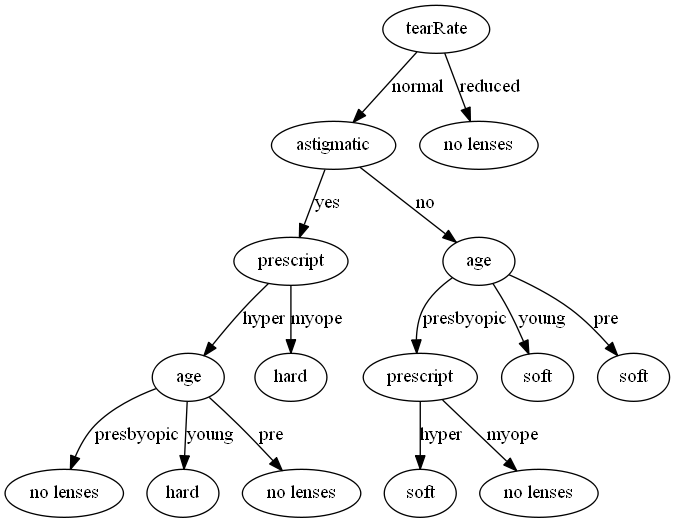 tearRate
normal
reduced
astigmatic
no lenses
yes
no
prescript
age
hyper
myope
presbyopic
young
pre
age
hard
prescript
soft
soft
presbyopic
young
pre
hyper
myope
no lenses
hard
no lenses
soft
no lenses